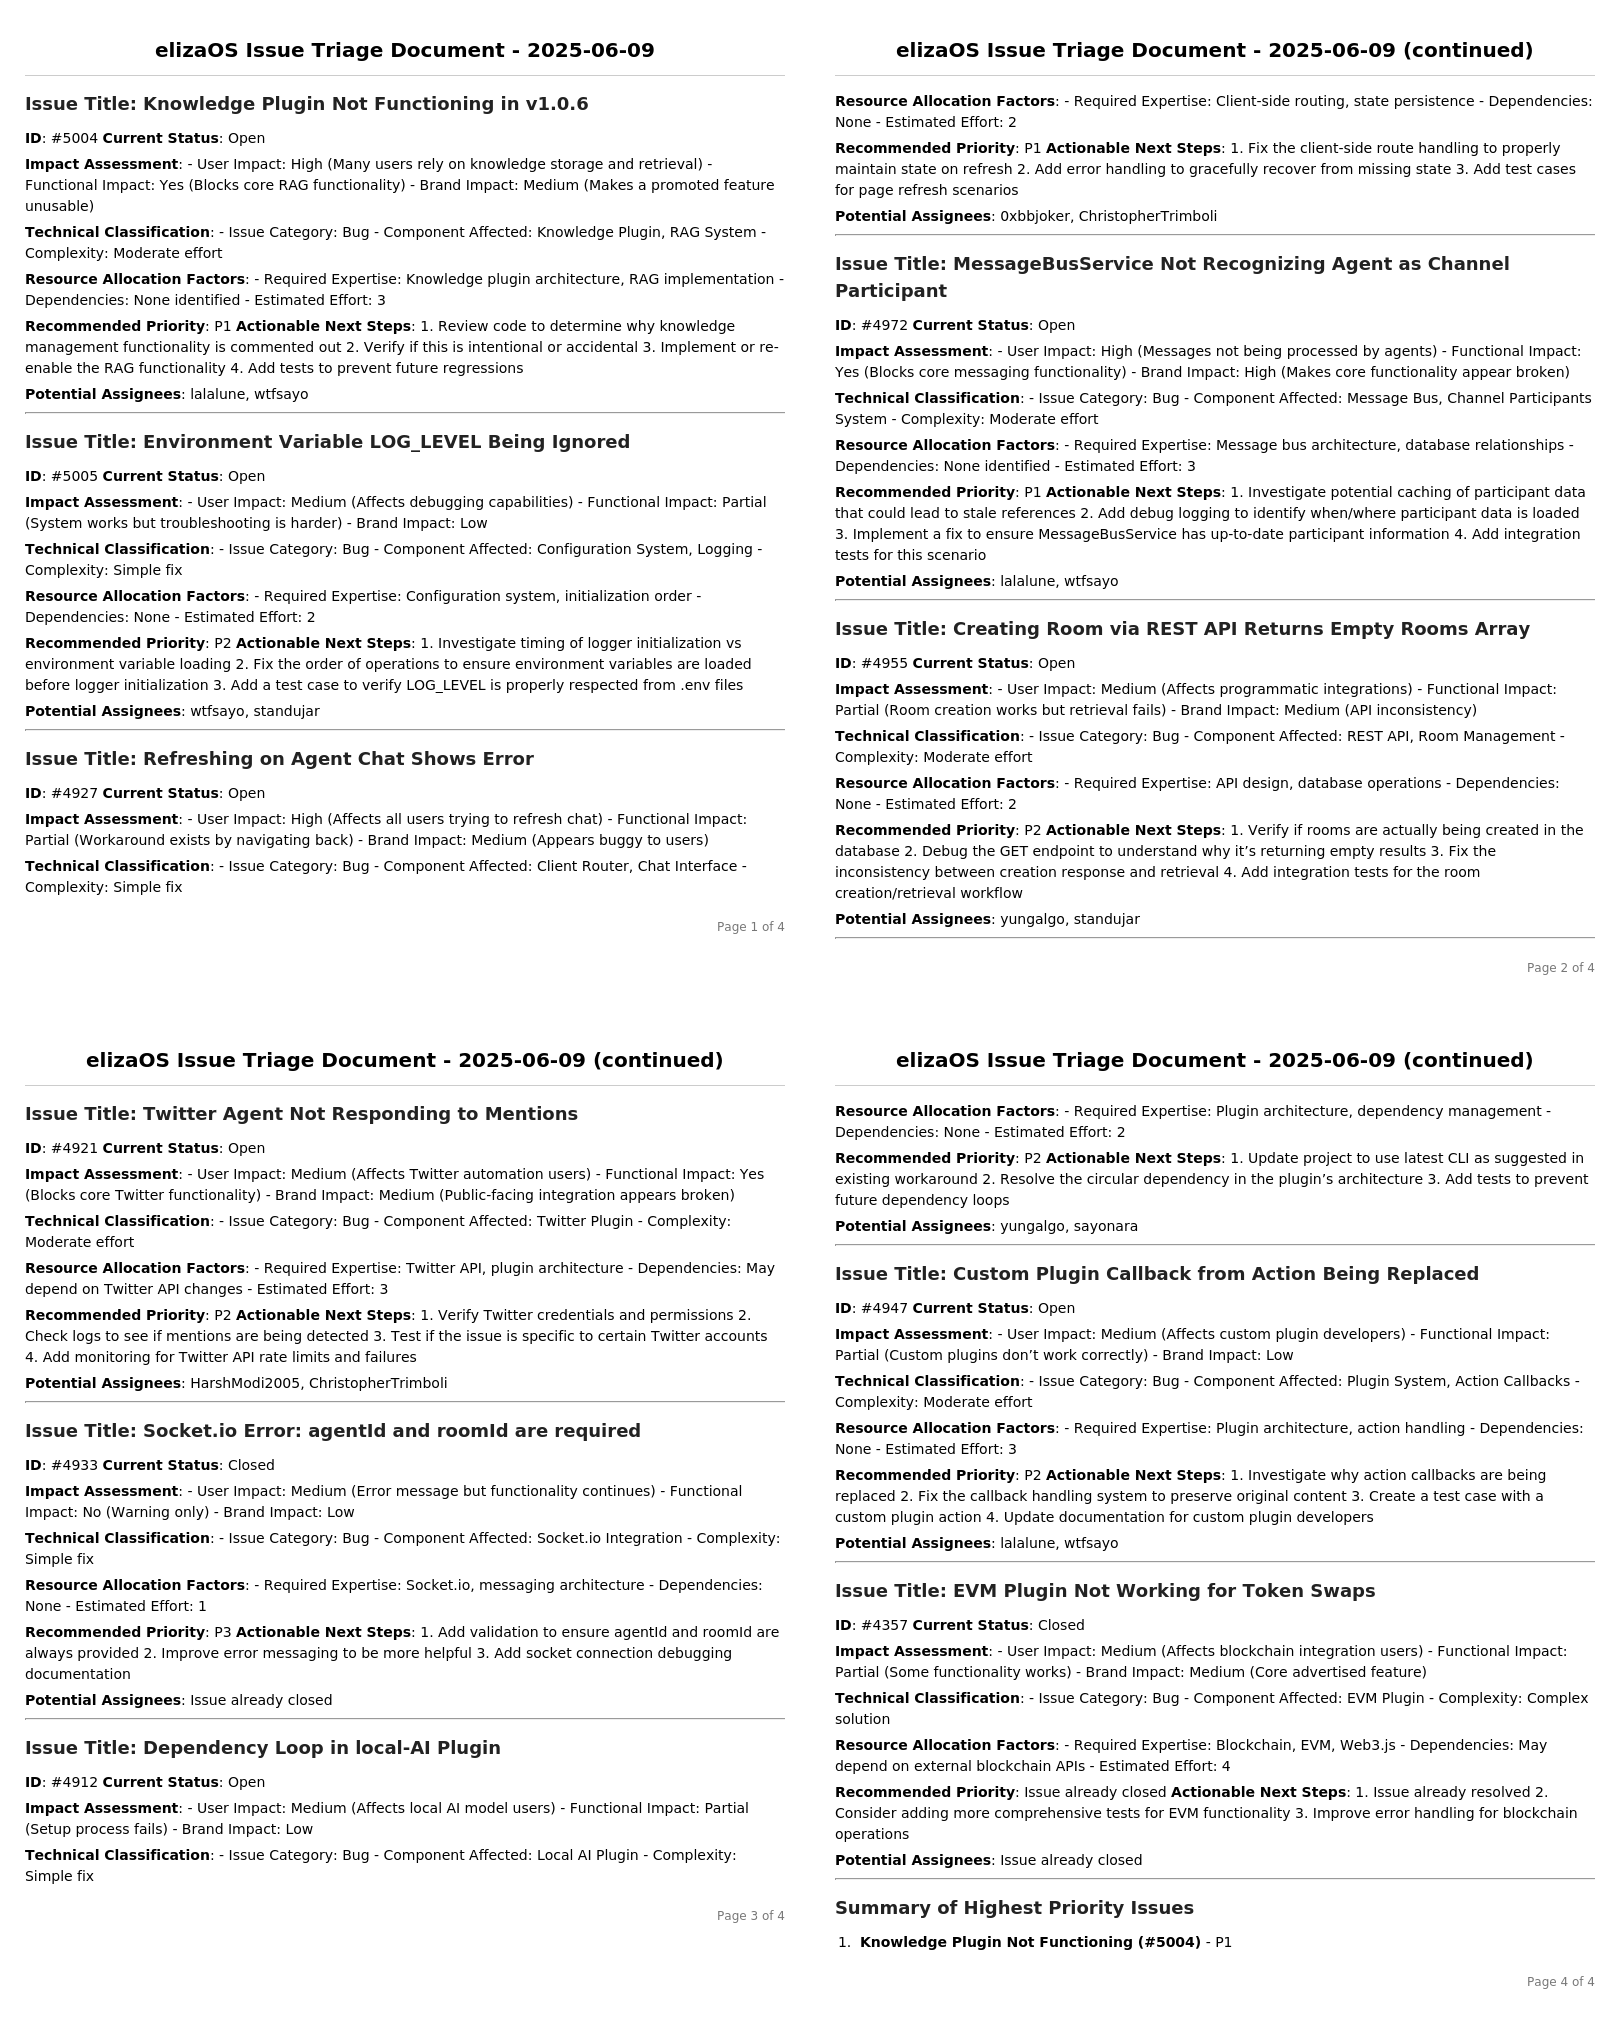 elizaOS Issue Triage Document - 2025-06-09
Issue Title: Knowledge Plugin Not Functioning in v1.0.6
ID: #5004 Current Status: Open
Impact Assessment: - User Impact: High (Many users rely on knowledge storage and retrieval) -
Functional Impact: Yes (Blocks core RAG functionality) - Brand Impact: Medium (Makes a promoted feature
unusable)
Technical Classification: - Issue Category: Bug - Component Affected: Knowledge Plugin, RAG System -
Complexity: Moderate effort
Resource Allocation Factors: - Required Expertise: Knowledge plugin architecture, RAG implementation -
Dependencies: None identified - Estimated Effort: 3
Recommended Priority: P1 Actionable Next Steps: 1. Review code to determine why knowledge
management functionality is commented out 2. Verify if this is intentional or accidental 3. Implement or re-
enable the RAG functionality 4. Add tests to prevent future regressions
Potential Assignees: lalalune, wtfsayo
Issue Title: Environment Variable LOG_LEVEL Being Ignored
ID: #5005 Current Status: Open
Impact Assessment: - User Impact: Medium (Affects debugging capabilities) - Functional Impact: Partial
(System works but troubleshooting is harder) - Brand Impact: Low
Technical Classification: - Issue Category: Bug - Component Affected: Configuration System, Logging -
Complexity: Simple fix
Resource Allocation Factors: - Required Expertise: Configuration system, initialization order -
Dependencies: None - Estimated Effort: 2
Recommended Priority: P2 Actionable Next Steps: 1. Investigate timing of logger initialization vs
environment variable loading 2. Fix the order of operations to ensure environment variables are loaded
before logger initialization 3. Add a test case to verify LOG_LEVEL is properly respected from .env files
Potential Assignees: wtfsayo, standujar
Issue Title: Refreshing on Agent Chat Shows Error
ID: #4927 Current Status: Open
Impact Assessment: - User Impact: High (Affects all users trying to refresh chat) - Functional Impact:
Partial (Workaround exists by navigating back) - Brand Impact: Medium (Appears buggy to users)
Technical Classification: - Issue Category: Bug - Component Affected: Client Router, Chat Interface -
Complexity: Simple fix
Page 1 of 4
elizaOS Issue Triage Document - 2025-06-09 (continued)
Resource Allocation Factors: - Required Expertise: Client-side routing, state persistence - Dependencies:
None - Estimated Effort: 2
Recommended Priority: P1 Actionable Next Steps: 1. Fix the client-side route handling to properly
maintain state on refresh 2. Add error handling to gracefully recover from missing state 3. Add test cases
for page refresh scenarios
Potential Assignees: 0xbbjoker, ChristopherTrimboli
Issue Title: MessageBusService Not Recognizing Agent as Channel
Participant
ID: #4972 Current Status: Open
Impact Assessment: - User Impact: High (Messages not being processed by agents) - Functional Impact:
Yes (Blocks core messaging functionality) - Brand Impact: High (Makes core functionality appear broken)
Technical Classification: - Issue Category: Bug - Component Affected: Message Bus, Channel Participants
System - Complexity: Moderate effort
Resource Allocation Factors: - Required Expertise: Message bus architecture, database relationships -
Dependencies: None identified - Estimated Effort: 3
Recommended Priority: P1 Actionable Next Steps: 1. Investigate potential caching of participant data
that could lead to stale references 2. Add debug logging to identify when/where participant data is loaded
3. Implement a fix to ensure MessageBusService has up-to-date participant information 4. Add integration
tests for this scenario
Potential Assignees: lalalune, wtfsayo
Issue Title: Creating Room via REST API Returns Empty Rooms Array
ID: #4955 Current Status: Open
Impact Assessment: - User Impact: Medium (Affects programmatic integrations) - Functional Impact:
Partial (Room creation works but retrieval fails) - Brand Impact: Medium (API inconsistency)
Technical Classification: - Issue Category: Bug - Component Affected: REST API, Room Management -
Complexity: Moderate effort
Resource Allocation Factors: - Required Expertise: API design, database operations - Dependencies:
None - Estimated Effort: 2
Recommended Priority: P2 Actionable Next Steps: 1. Verify if rooms are actually being created in the
database 2. Debug the GET endpoint to understand why it’s returning empty results 3. Fix the
inconsistency between creation response and retrieval 4. Add integration tests for the room
creation/retrieval workflow
Potential Assignees: yungalgo, standujar
Page 2 of 4
elizaOS Issue Triage Document - 2025-06-09 (continued)
Issue Title: Twitter Agent Not Responding to Mentions
ID: #4921 Current Status: Open
Impact Assessment: - User Impact: Medium (Affects Twitter automation users) - Functional Impact: Yes
(Blocks core Twitter functionality) - Brand Impact: Medium (Public-facing integration appears broken)
Technical Classification: - Issue Category: Bug - Component Affected: Twitter Plugin - Complexity:
Moderate effort
Resource Allocation Factors: - Required Expertise: Twitter API, plugin architecture - Dependencies: May
depend on Twitter API changes - Estimated Effort: 3
Recommended Priority: P2 Actionable Next Steps: 1. Verify Twitter credentials and permissions 2.
Check logs to see if mentions are being detected 3. Test if the issue is specific to certain Twitter accounts
4. Add monitoring for Twitter API rate limits and failures
Potential Assignees: HarshModi2005, ChristopherTrimboli
Issue Title: Socket.io Error: agentId and roomId are required
ID: #4933 Current Status: Closed
Impact Assessment: - User Impact: Medium (Error message but functionality continues) - Functional
Impact: No (Warning only) - Brand Impact: Low
Technical Classification: - Issue Category: Bug - Component Affected: Socket.io Integration - Complexity:
Simple fix
Resource Allocation Factors: - Required Expertise: Socket.io, messaging architecture - Dependencies:
None - Estimated Effort: 1
Recommended Priority: P3 Actionable Next Steps: 1. Add validation to ensure agentId and roomId are
always provided 2. Improve error messaging to be more helpful 3. Add socket connection debugging
documentation
Potential Assignees: Issue already closed
Issue Title: Dependency Loop in local-AI Plugin
ID: #4912 Current Status: Open
Impact Assessment: - User Impact: Medium (Affects local AI model users) - Functional Impact: Partial
(Setup process fails) - Brand Impact: Low
Technical Classification: - Issue Category: Bug - Component Affected: Local AI Plugin - Complexity:
Simple fix
Page 3 of 4
elizaOS Issue Triage Document - 2025-06-09 (continued)
Resource Allocation Factors: - Required Expertise: Plugin architecture, dependency management -
Dependencies: None - Estimated Effort: 2
Recommended Priority: P2 Actionable Next Steps: 1. Update project to use latest CLI as suggested in
existing workaround 2. Resolve the circular dependency in the plugin’s architecture 3. Add tests to prevent
future dependency loops
Potential Assignees: yungalgo, sayonara
Issue Title: Custom Plugin Callback from Action Being Replaced
ID: #4947 Current Status: Open
Impact Assessment: - User Impact: Medium (Affects custom plugin developers) - Functional Impact:
Partial (Custom plugins don’t work correctly) - Brand Impact: Low
Technical Classification: - Issue Category: Bug - Component Affected: Plugin System, Action Callbacks -
Complexity: Moderate effort
Resource Allocation Factors: - Required Expertise: Plugin architecture, action handling - Dependencies:
None - Estimated Effort: 3
Recommended Priority: P2 Actionable Next Steps: 1. Investigate why action callbacks are being
replaced 2. Fix the callback handling system to preserve original content 3. Create a test case with a
custom plugin action 4. Update documentation for custom plugin developers
Potential Assignees: lalalune, wtfsayo
Issue Title: EVM Plugin Not Working for Token Swaps
ID: #4357 Current Status: Closed
Impact Assessment: - User Impact: Medium (Affects blockchain integration users) - Functional Impact:
Partial (Some functionality works) - Brand Impact: Medium (Core advertised feature)
Technical Classification: - Issue Category: Bug - Component Affected: EVM Plugin - Complexity: Complex
solution
Resource Allocation Factors: - Required Expertise: Blockchain, EVM, Web3.js - Dependencies: May
depend on external blockchain APIs - Estimated Effort: 4
Recommended Priority: Issue already closed Actionable Next Steps: 1. Issue already resolved 2.
Consider adding more comprehensive tests for EVM functionality 3. Improve error handling for blockchain
operations
Potential Assignees: Issue already closed
Summary of Highest Priority Issues
1. Knowledge Plugin Not Functioning (#5004) - P1
Page 4 of 4